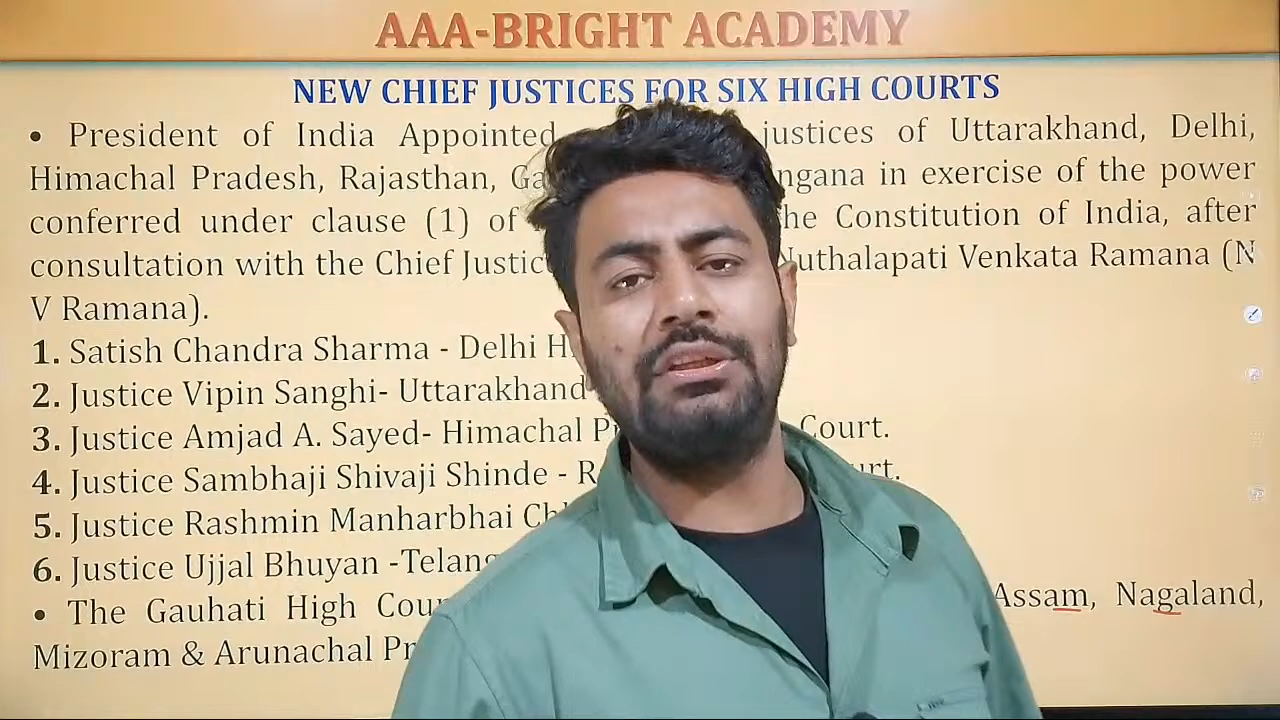 AAA-BRIGHT ACADEMY
NEW CHIEF JUSTICES FOR SIX HIGH COURTS
• President of India Appointed justices of Uttarakhand, Delhi,
Himachal Pradesh, Rajasthan, in exercise of the power
conferred under clause (1) of the Constitution of India, after
consultation with the Chief Nuthalapati Venkata Ramana (N
V Ramana).
1. Satish Chandra Sharma - Delhi
2. Justice Vipin Sanghi- Uttarakhand
3. Justice Amjad A. Sayed- Himachal Court.
4. Justice Sambhaji Shivaji Shinde -
5. Justice Rashmin Manharbhai
6. Justice Ujjal Bhuyan -
• The Gauhati High Assam, Nagaland,
Mizoram & Arunachal